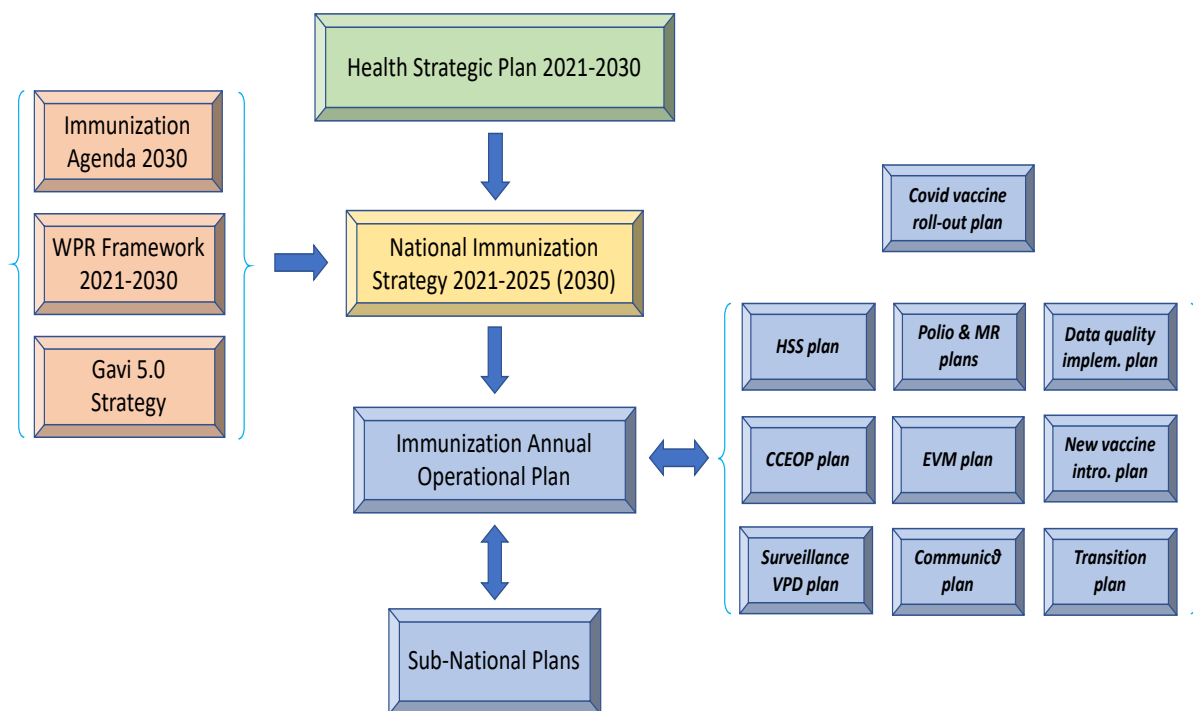 Health Strategic Plan 2021-2030
Immunization
Agenda 2030
WPR Framework
2021-2030
Gavi 5.0
Strategy
National Immunization
Strategy 2021-2025 (2030)
Immunization Annual
Operational Plan
Sub-National Plans
Covid vaccine
roll-out plan
HSS plan
Polio & MR
plans
Data quality
implem. plan
CCEOP plan
EVM plan
New vaccine
intro. plan
Surveillance
VPD plan
Communicϑ
plan
Transition
plan